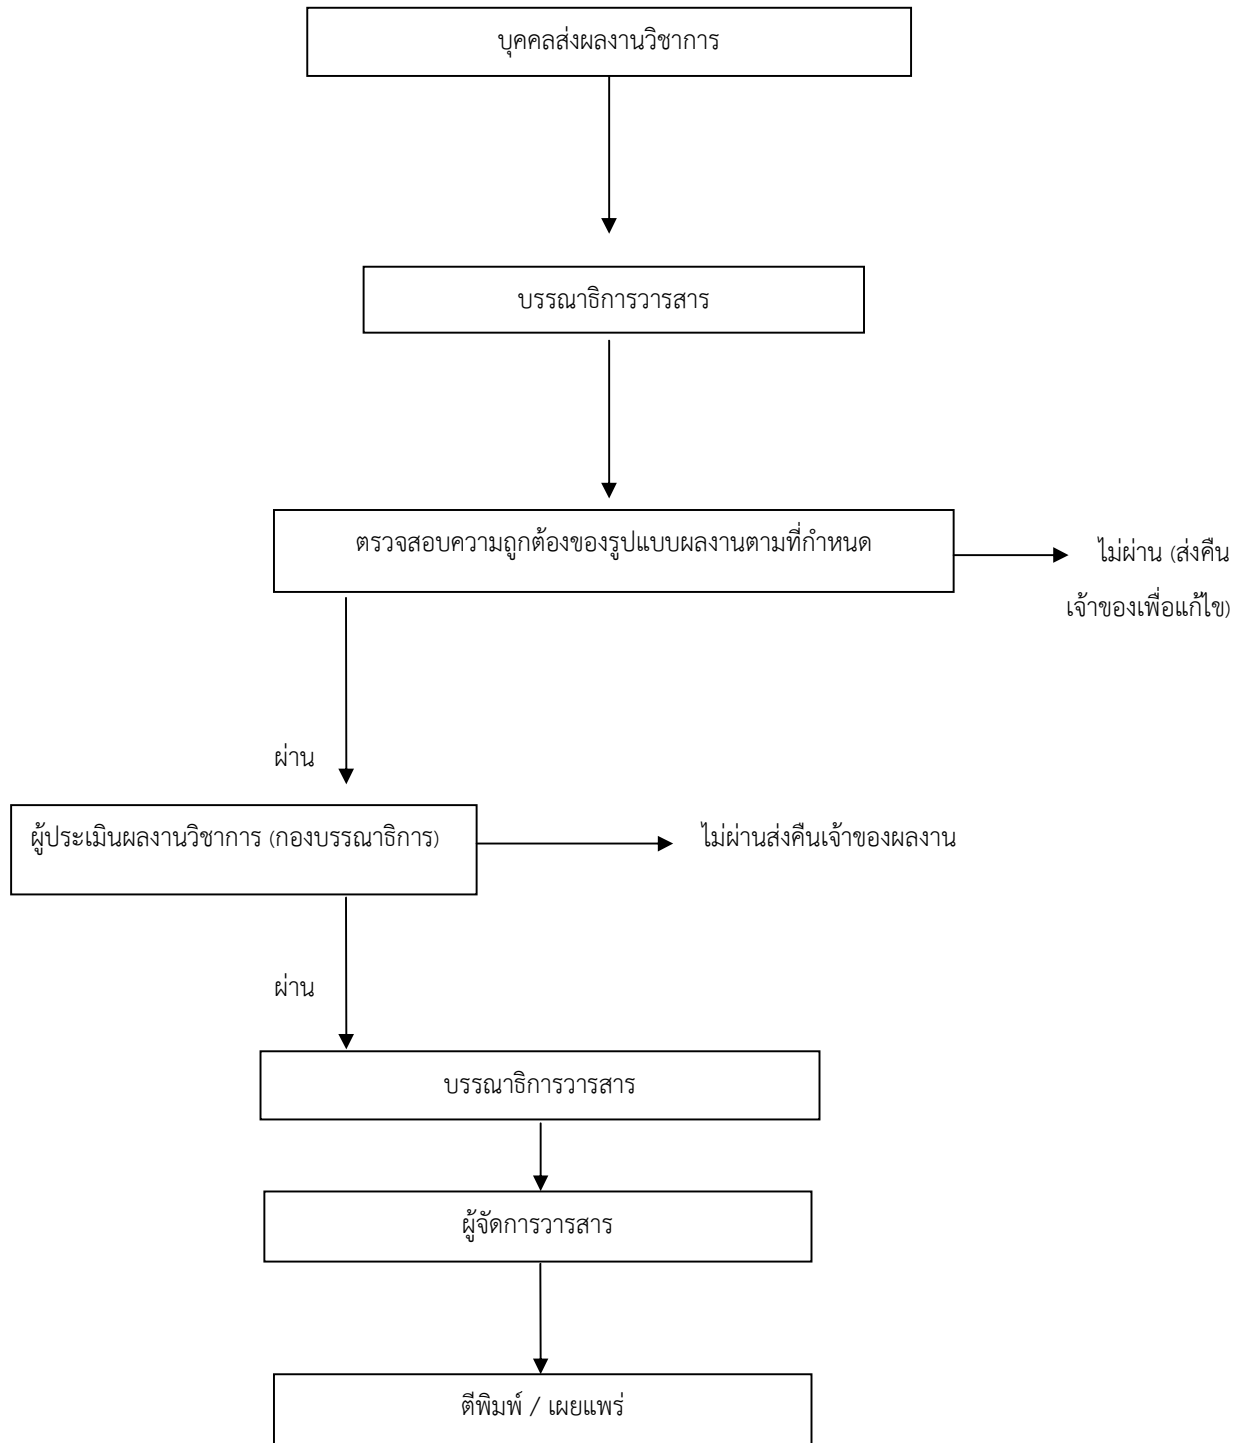 บุคคลส่งผลงานวิชาการ
บรรณาธิการวารสาร
ตรวจสอบความถูกต้องของรูปแบบผลงานตามที่กำหนด
ไม่ผ่าน (ส่งคืน
เจ้าของเพื่อแก้ไข)
ผ่าน
ผู้ประเมินผลงานวิชาการ (กองบรรณาธิการ)
ไม่ผ่านส่งคืนเจ้าของผลงาน
ผ่าน
บรรณาธิการวารสาร
ผู้จัดการวารสาร
ตีพิมพ์ / เผยแพร่